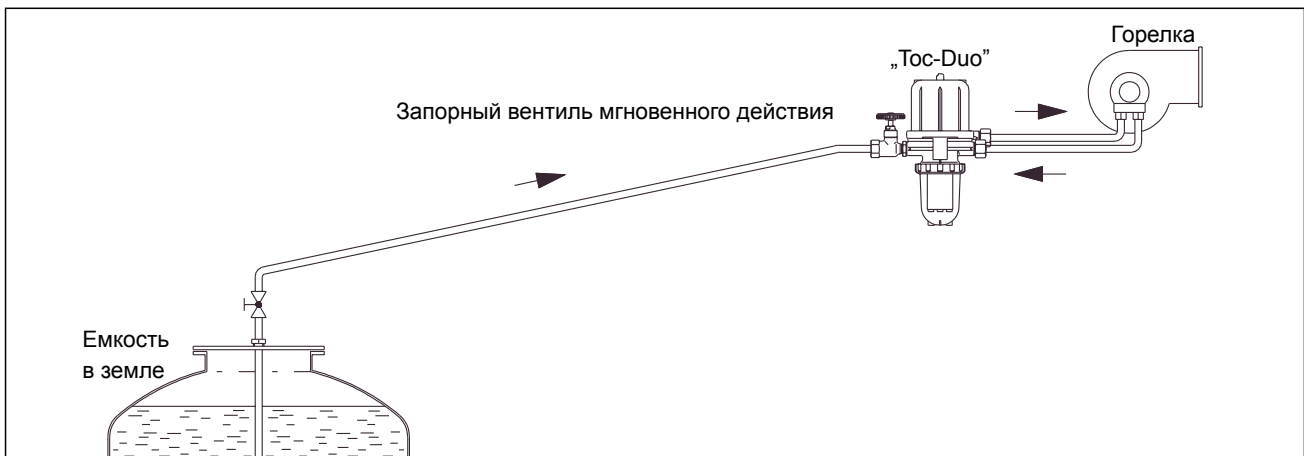 Горелка
„Toc-Duo”
Запорный вентиль мгновенного действия
Емкость
в земле